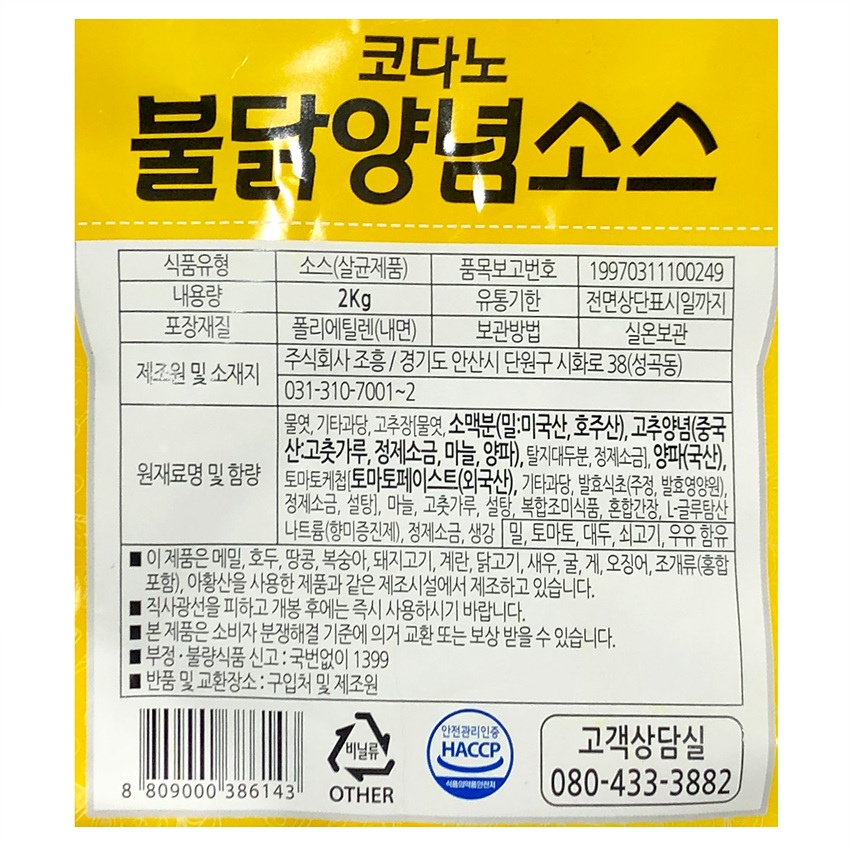 코다노
불닭양념소스
식품유형 소스(살균제품) 품목보고번호 19970311100249
내용량 2Kg 유통기한 전면상단표시일까지
포장재질 폴리에틸렌(내면) 보관방법 실온보관
제조원 및 소재지 주식회사 조흥 / 경기도 안산시 단원구 시화로 38(성곡동)
031-310-7001~2
원재료명 및 함량
물엿, 기타과당, 고추장[물엿, 소맥분(밀:미국산, 호주산), 고추양념(중국
산:고춧가루, 정제소금, 마늘, 양파), 탈지대두분, 정제소금], 양파(국산),
토마토케첩[토마토페이스트(외국산), 기타과당, 발효식초(주정, 발효영양원),
정제소금, 설탕], 마늘, 고춧가루, 설탕, 복합조미식품, 혼합간장, L-글루탐산
나트륨(향미증진제), 정제소금, 생강 밀, 토마토, 대두, 쇠고기, 우유 함유
■ 이 제품은 메밀, 호두, 땅콩, 복숭아, 돼지고기, 계란, 닭고기, 새우, 굴, 게, 오징어, 조개류(홍합
포함), 아황산을 사용한 제품과 같은 제조시설에서 제조하고 있습니다.
■ 직사광선을 피하고 개봉 후에는 즉시 사용하시기 바랍니다.
■ 본 제품은 소비자 분쟁해결 기준에 의거 교환 또는 보상 받을 수 있습니다.
■ 부정·불량식품 신고 : 국번없이 1399
■ 반품 및 교환장소 : 구입처 및 제조원
8 809000 386143
비닐류
OTHER
안전관리인증
HACCP
식품의약품안전처
고객상담실
080-433-3882